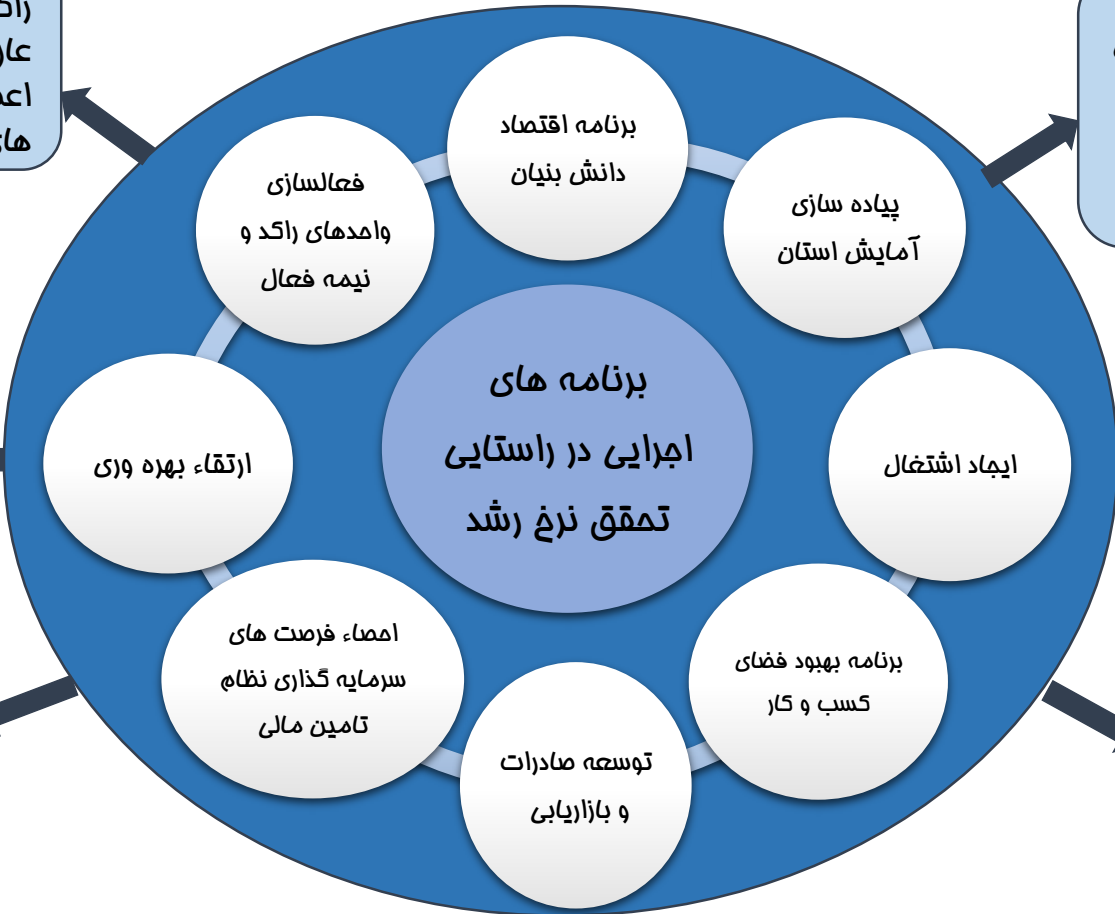 برنامه های
اجرایی در راستایی
تحقق نرخ رشد
برنامه اقتصاد
دانش بنیان
پیاده سازی
آمایش استان
ایجاد اشتغال
برنامه بهبود فضای
کسب و کار
توسعه صادرات
و بازاریابی
احصاء فرصت های
سرمایه گذاری نظام
تامین مالی
ارتقاء بهره وری
فعالسازی
واحدهای راکد و
نیمه فعال